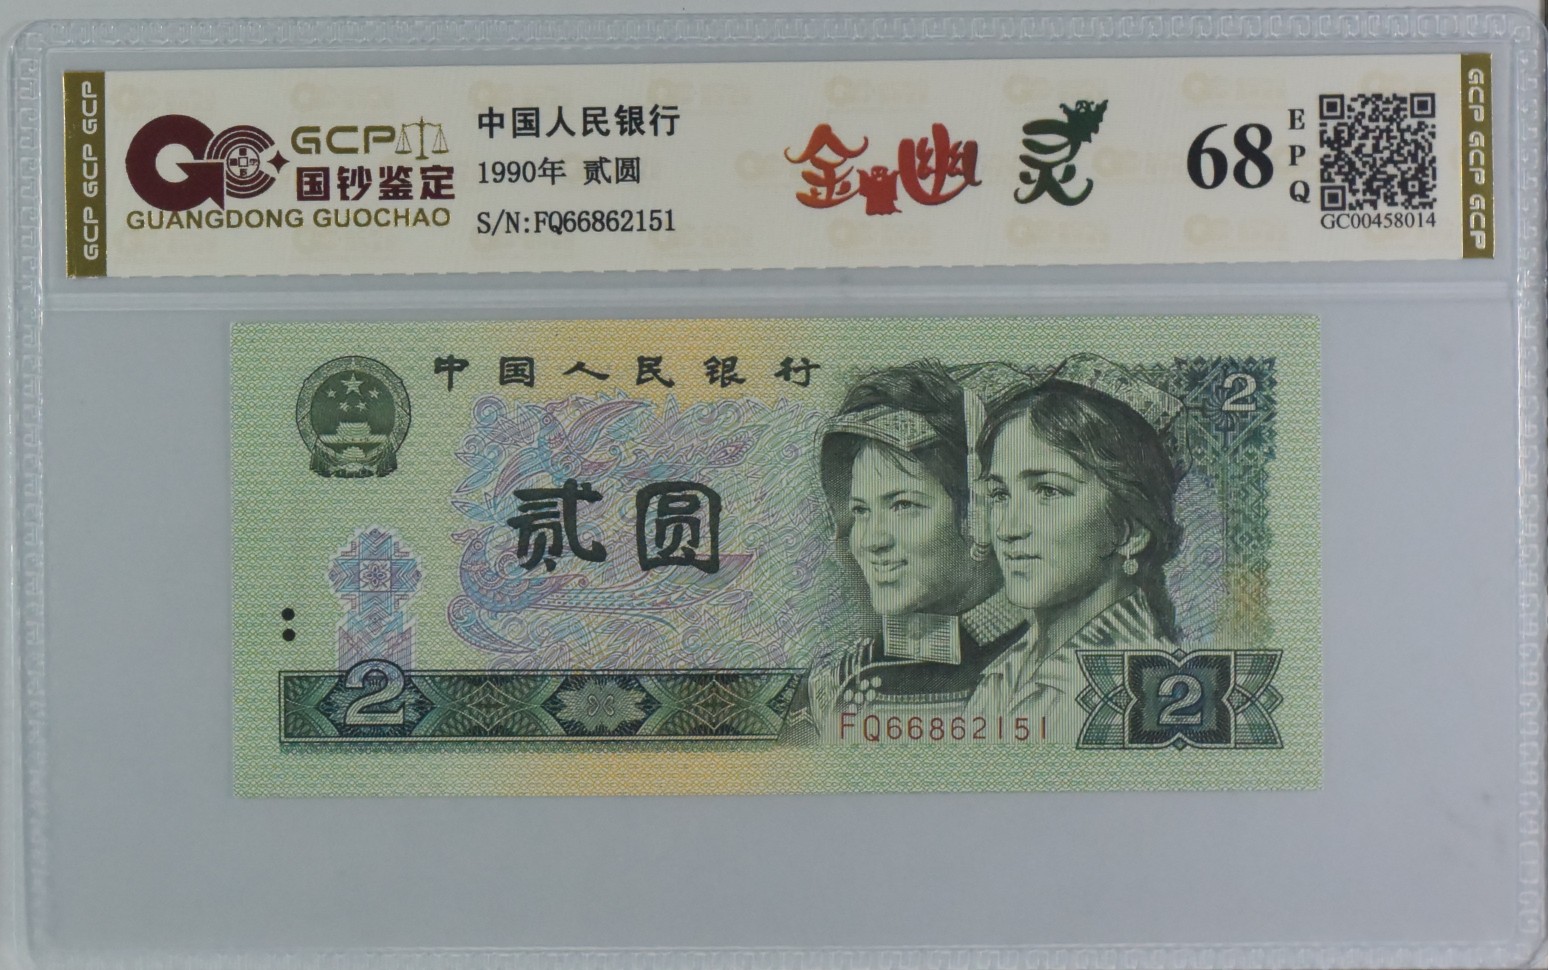 GCP GCP GCP
GCP
国钞鉴定
GUANGDONG GUOCHAO
中国人民银行
1990年 贰圆
S/N:FQ66862151
金幽灵
68
EPQ
GC00458014
GCP GCP GCP
中国人民银行
2
贰圆
2
FQ66862151
2